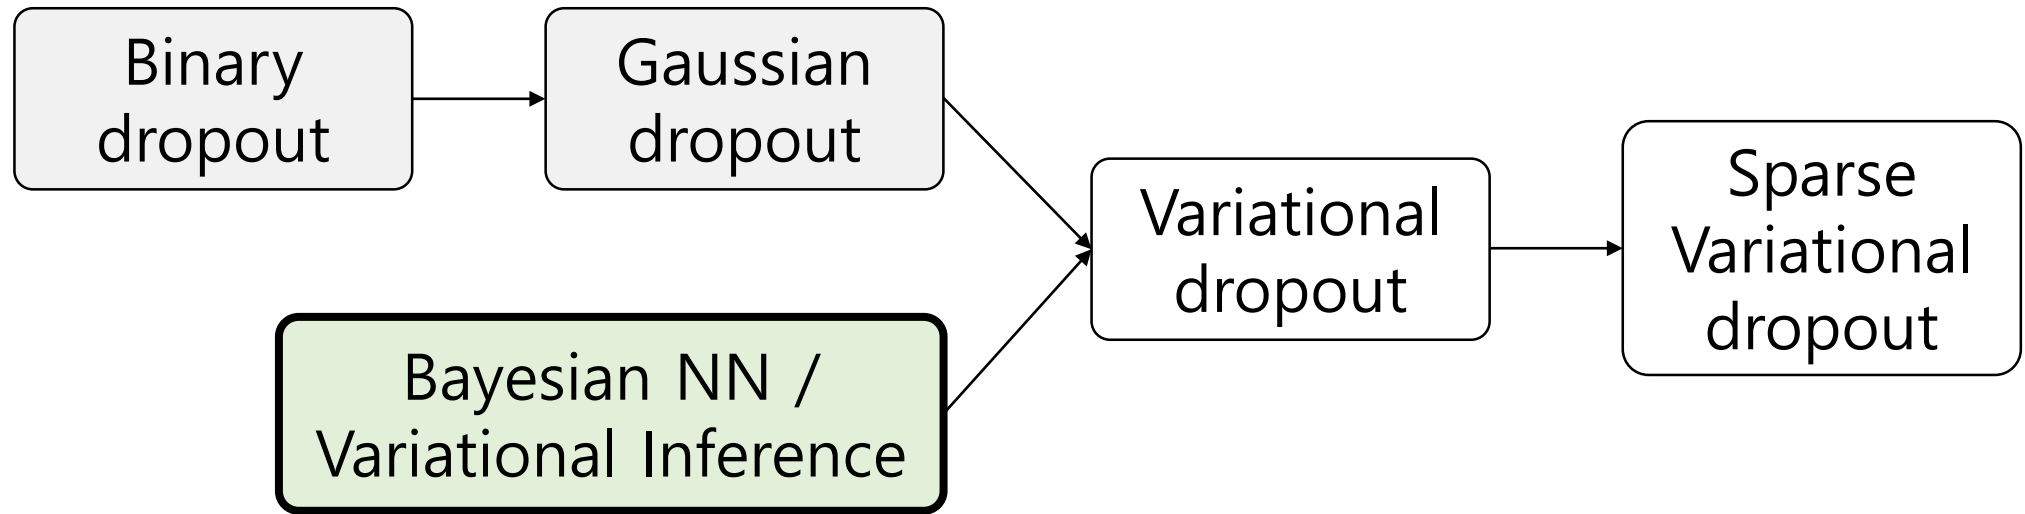 Binary
dropout
Gaussian
dropout
Bayesian NN /
Variational Inference
Variational
dropout
Sparse
Variational
dropout